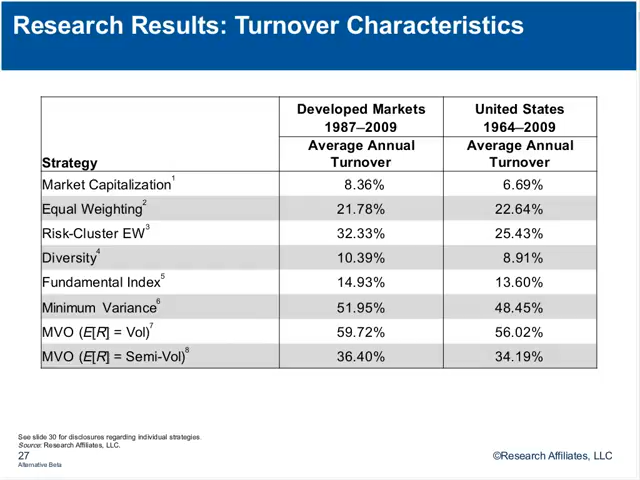 Research Results: Turnover Characteristics
Developed Markets United States
1987–2009 1964–2009
Average Annual Average Annual
Strategy Turnover Turnover
Market Capitalization¹ 8.36% 6.69%
Equal Weighting² 21.78% 22.64%
Risk-Cluster EW³ 32.33% 25.43%
Diversity⁴ 10.39% 8.91%
Fundamental Index⁵ 14.93% 13.60%
Minimum Variance⁶ 51.95% 48.45%
MVO (E[R] = Vol)⁷ 59.72% 56.02%
MVO (E[R] = Semi-Vol)⁸ 36.40% 34.19%
See slide 30 for disclosures regarding individual strategies.
Source: Research Affiliates, LLC.
27 ©Research Affiliates, LLC
Alternative Beta